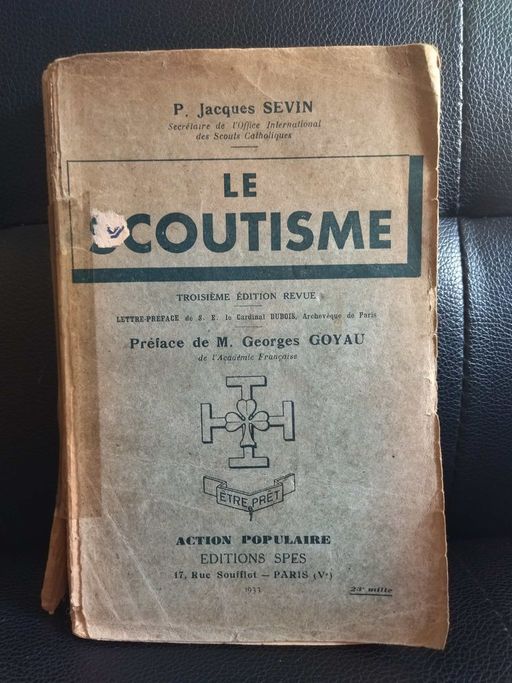 P. Jacques SEVIN
Secrétaire de l'Office International
des Scouts Catholiques
LE
SCOUTISME
TROISIÈME ÉDITION REVUE
LETTRE-PRÉFACE de S. E. le Cardinal DUBOIS, Archevêque de Paris
Préface de M. Georges GOYAU
de l'Académie Française
ÊTRE PRÊT
ACTION POPULAIRE
EDITIONS SPES
17, Rue Soufflot — PARIS (Vᵉ)
1933
23ᵉ mille